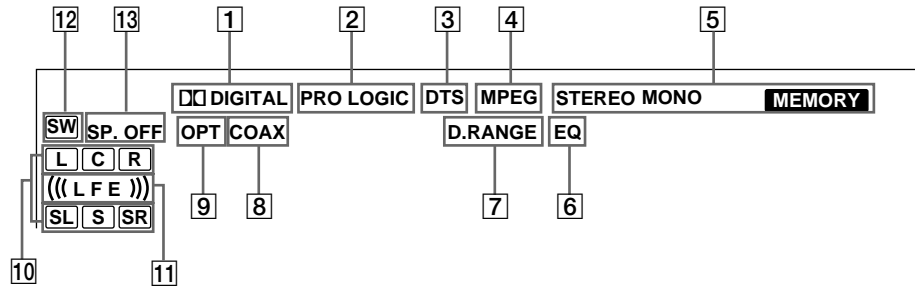 12 13 1 2 3 4 5
DIGITAL PRO LOGIC DTS MPEG STEREO MONO MEMORY
SW SP. OFF OPT COAX D.RANGE EQ
L C R
((( L F E )))
SL S SR
9 8 7 6
10 11